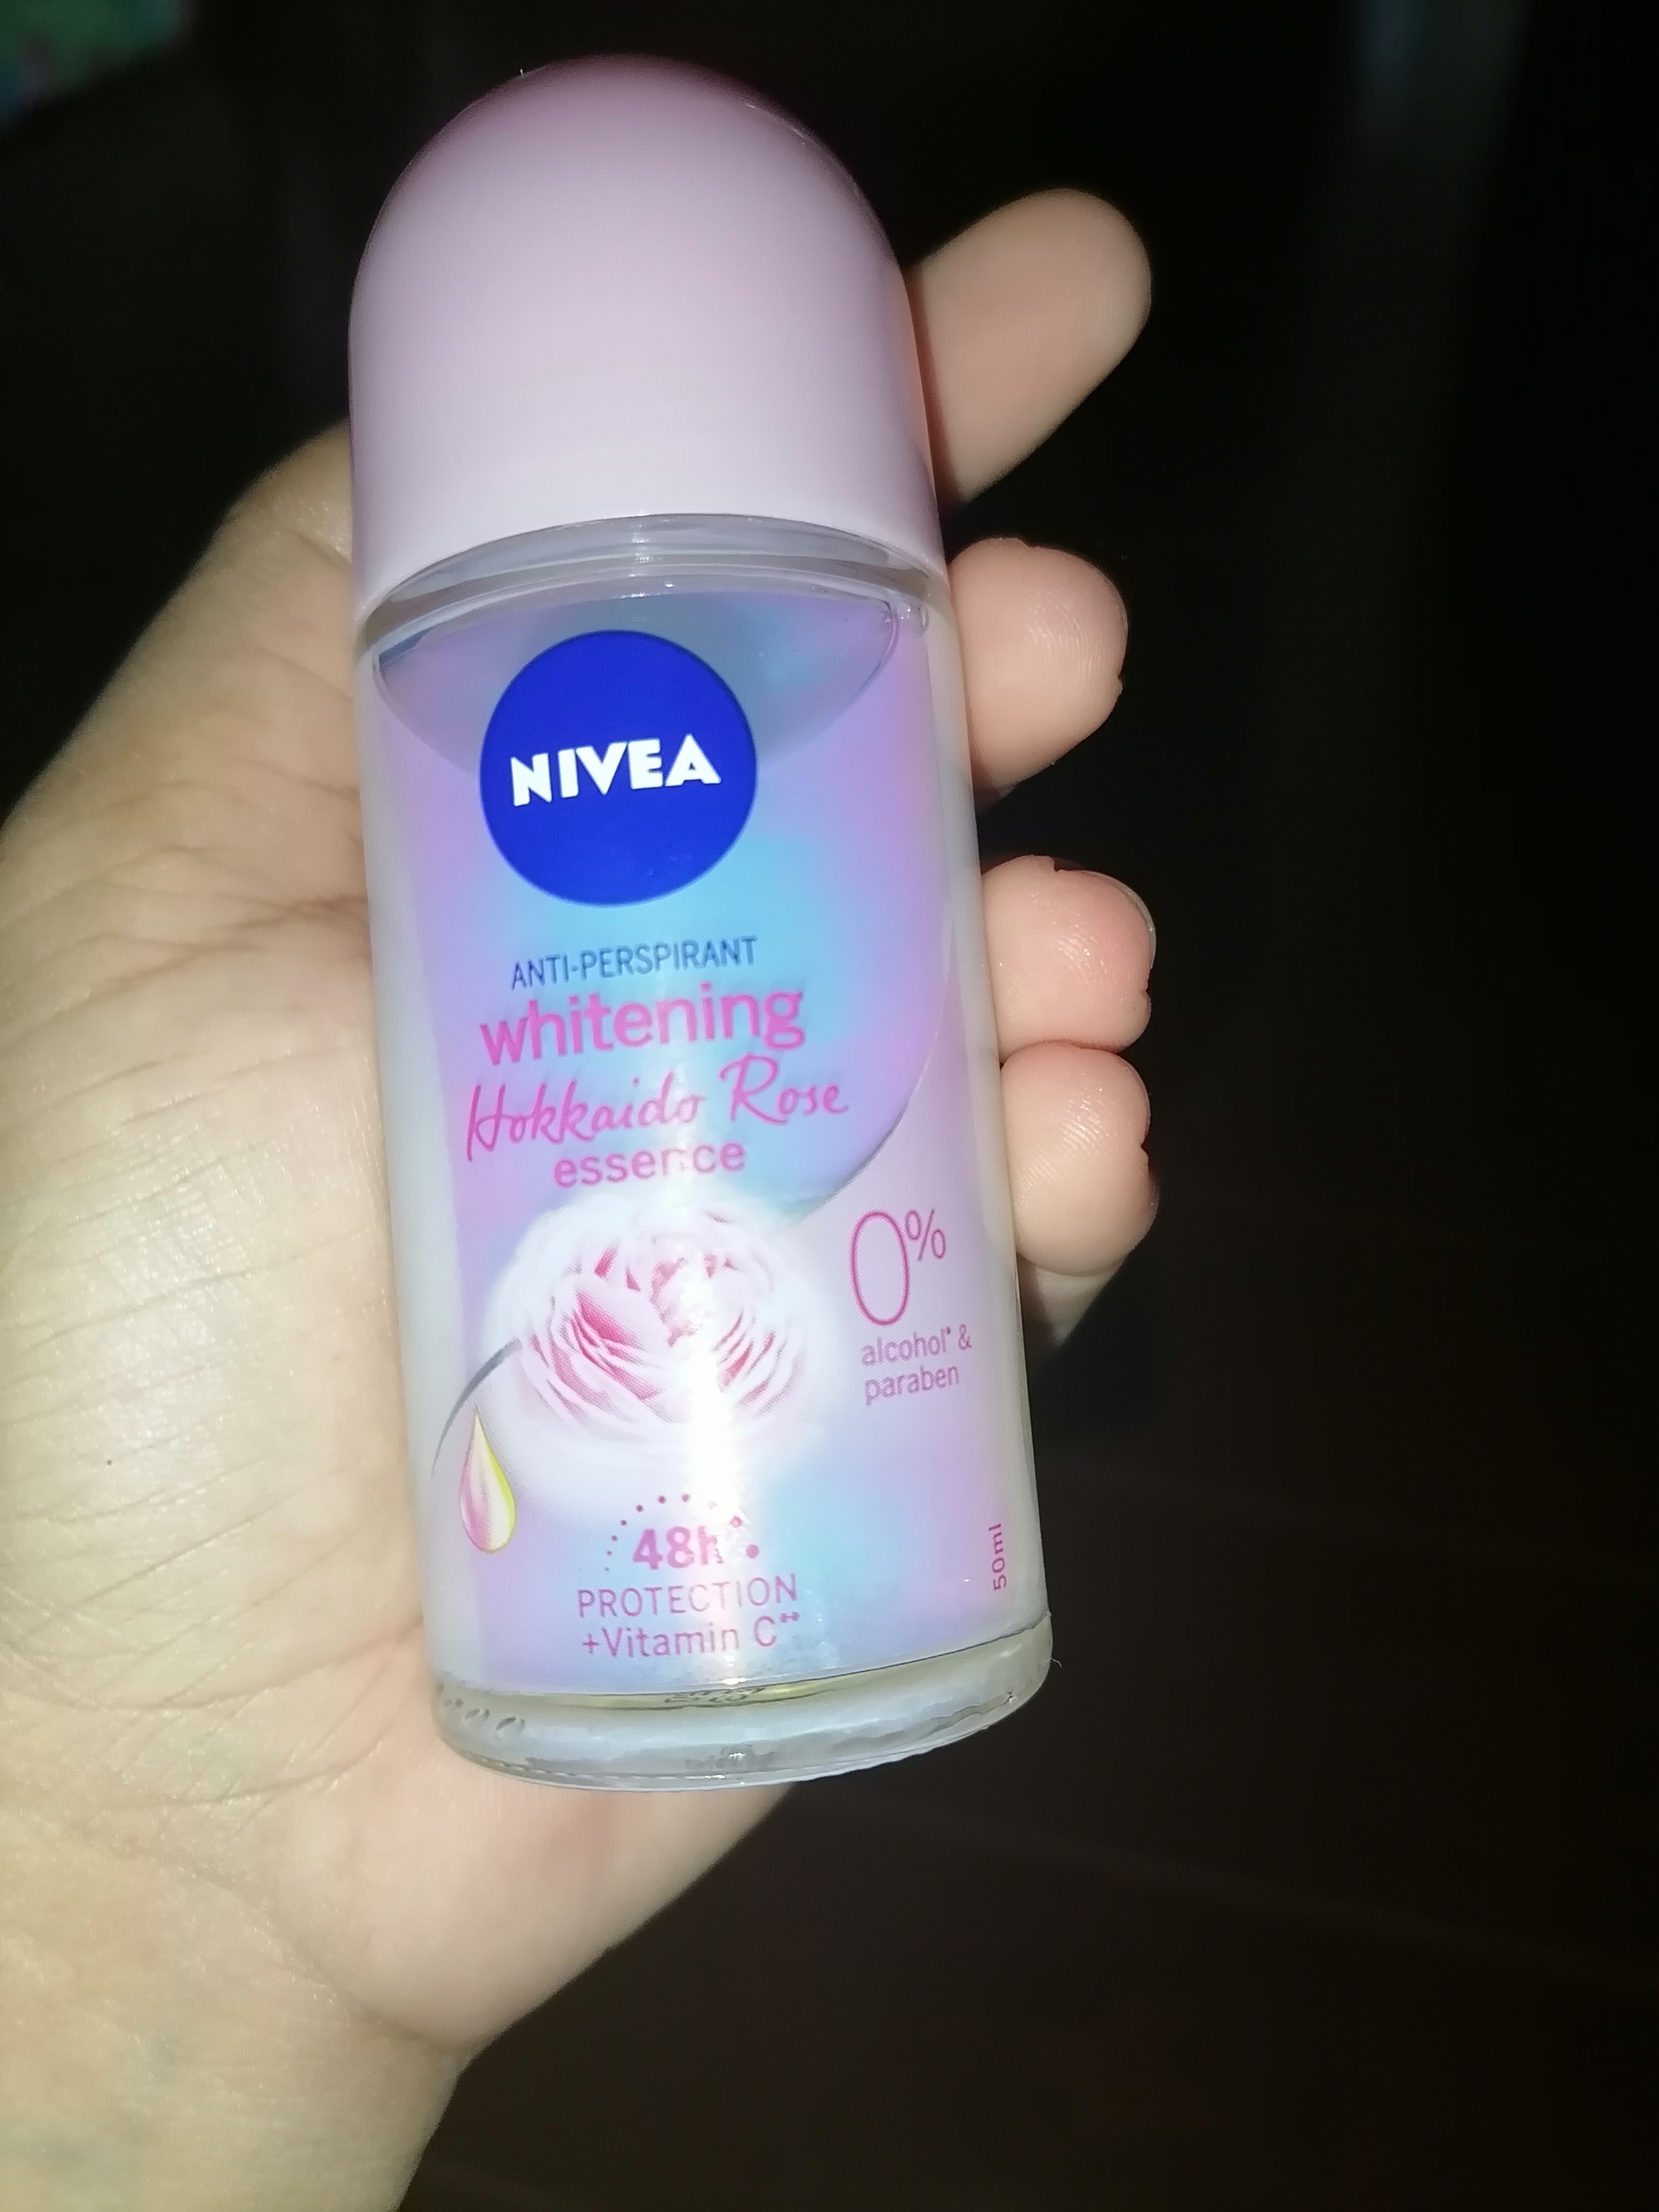 NIVEA
ANTI-PERSPIRANT
whitening
Hokkaido Rose
essence
0%
alcohol* &
paraben
48h
PROTECTION
+Vitamin C**
50ml